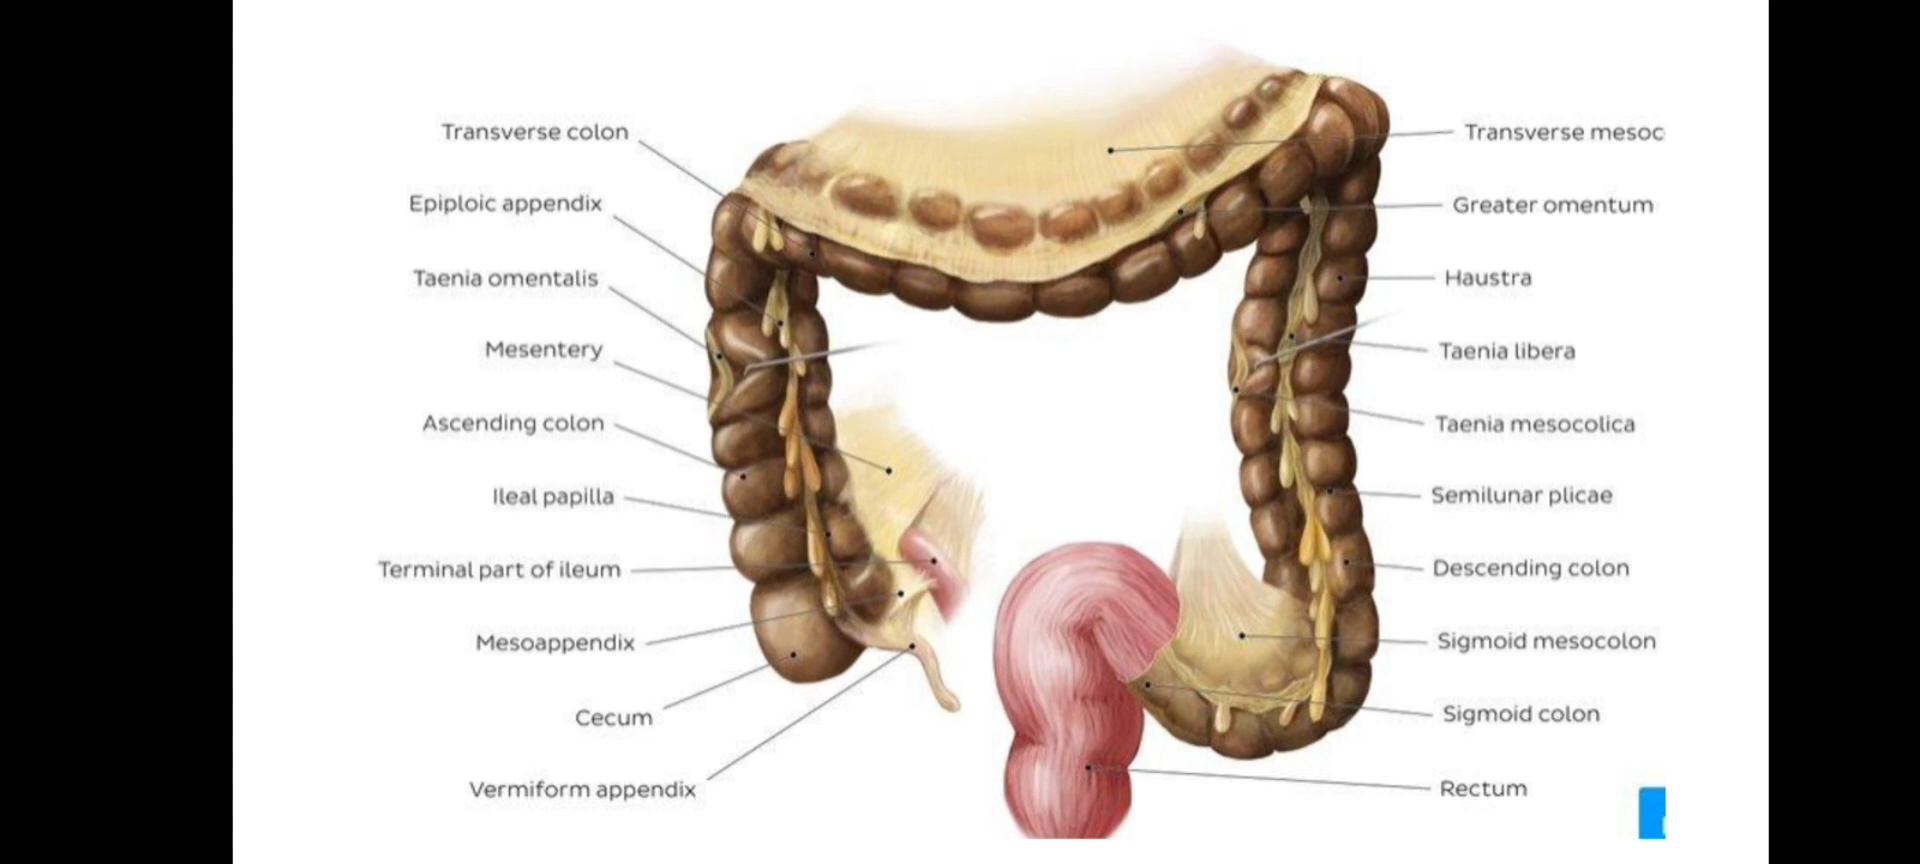 Transverse colon
Epiploic appendix
Taenia omentalis
Mesentery
Ascending colon
Ileal papilla
Terminal part of ileum
Mesoappendix
Cecum
Vermiform appendix
Transverse mesoc
Greater omentum
Haustra
Taenia libera
Taenia mesocolica
Semilunar plicae
Descending colon
Sigmoid mesocolon
Sigmoid colon
Rectum